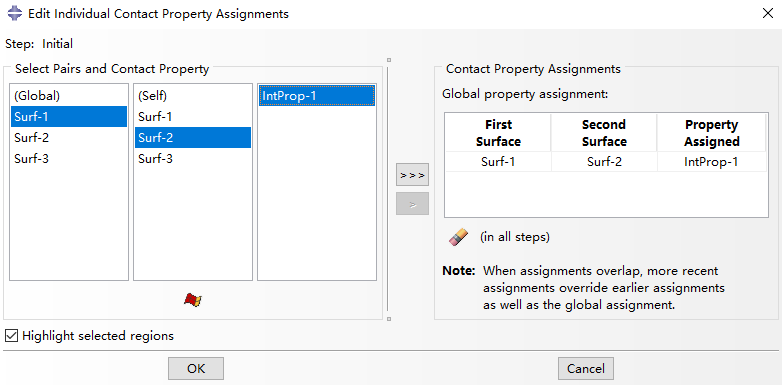 Edit Individual Contact Property Assignments
Step: Initial
Select Pairs and Contact Property
(Global)
Surf-1
Surf-2
Surf-3
(Self)
Surf-1
Surf-2
Surf-3
IntProp-1
>>>
>
Contact Property Assignments
Global property assignment:
First Surface
Second Surface
Property Assigned
Surf-1 Surf-2 IntProp-1
(in all steps)
Note: When assignments overlap, more recent
assignments override earlier assignments
as well as the global assignment.
Highlight selected regions
OK
Cancel